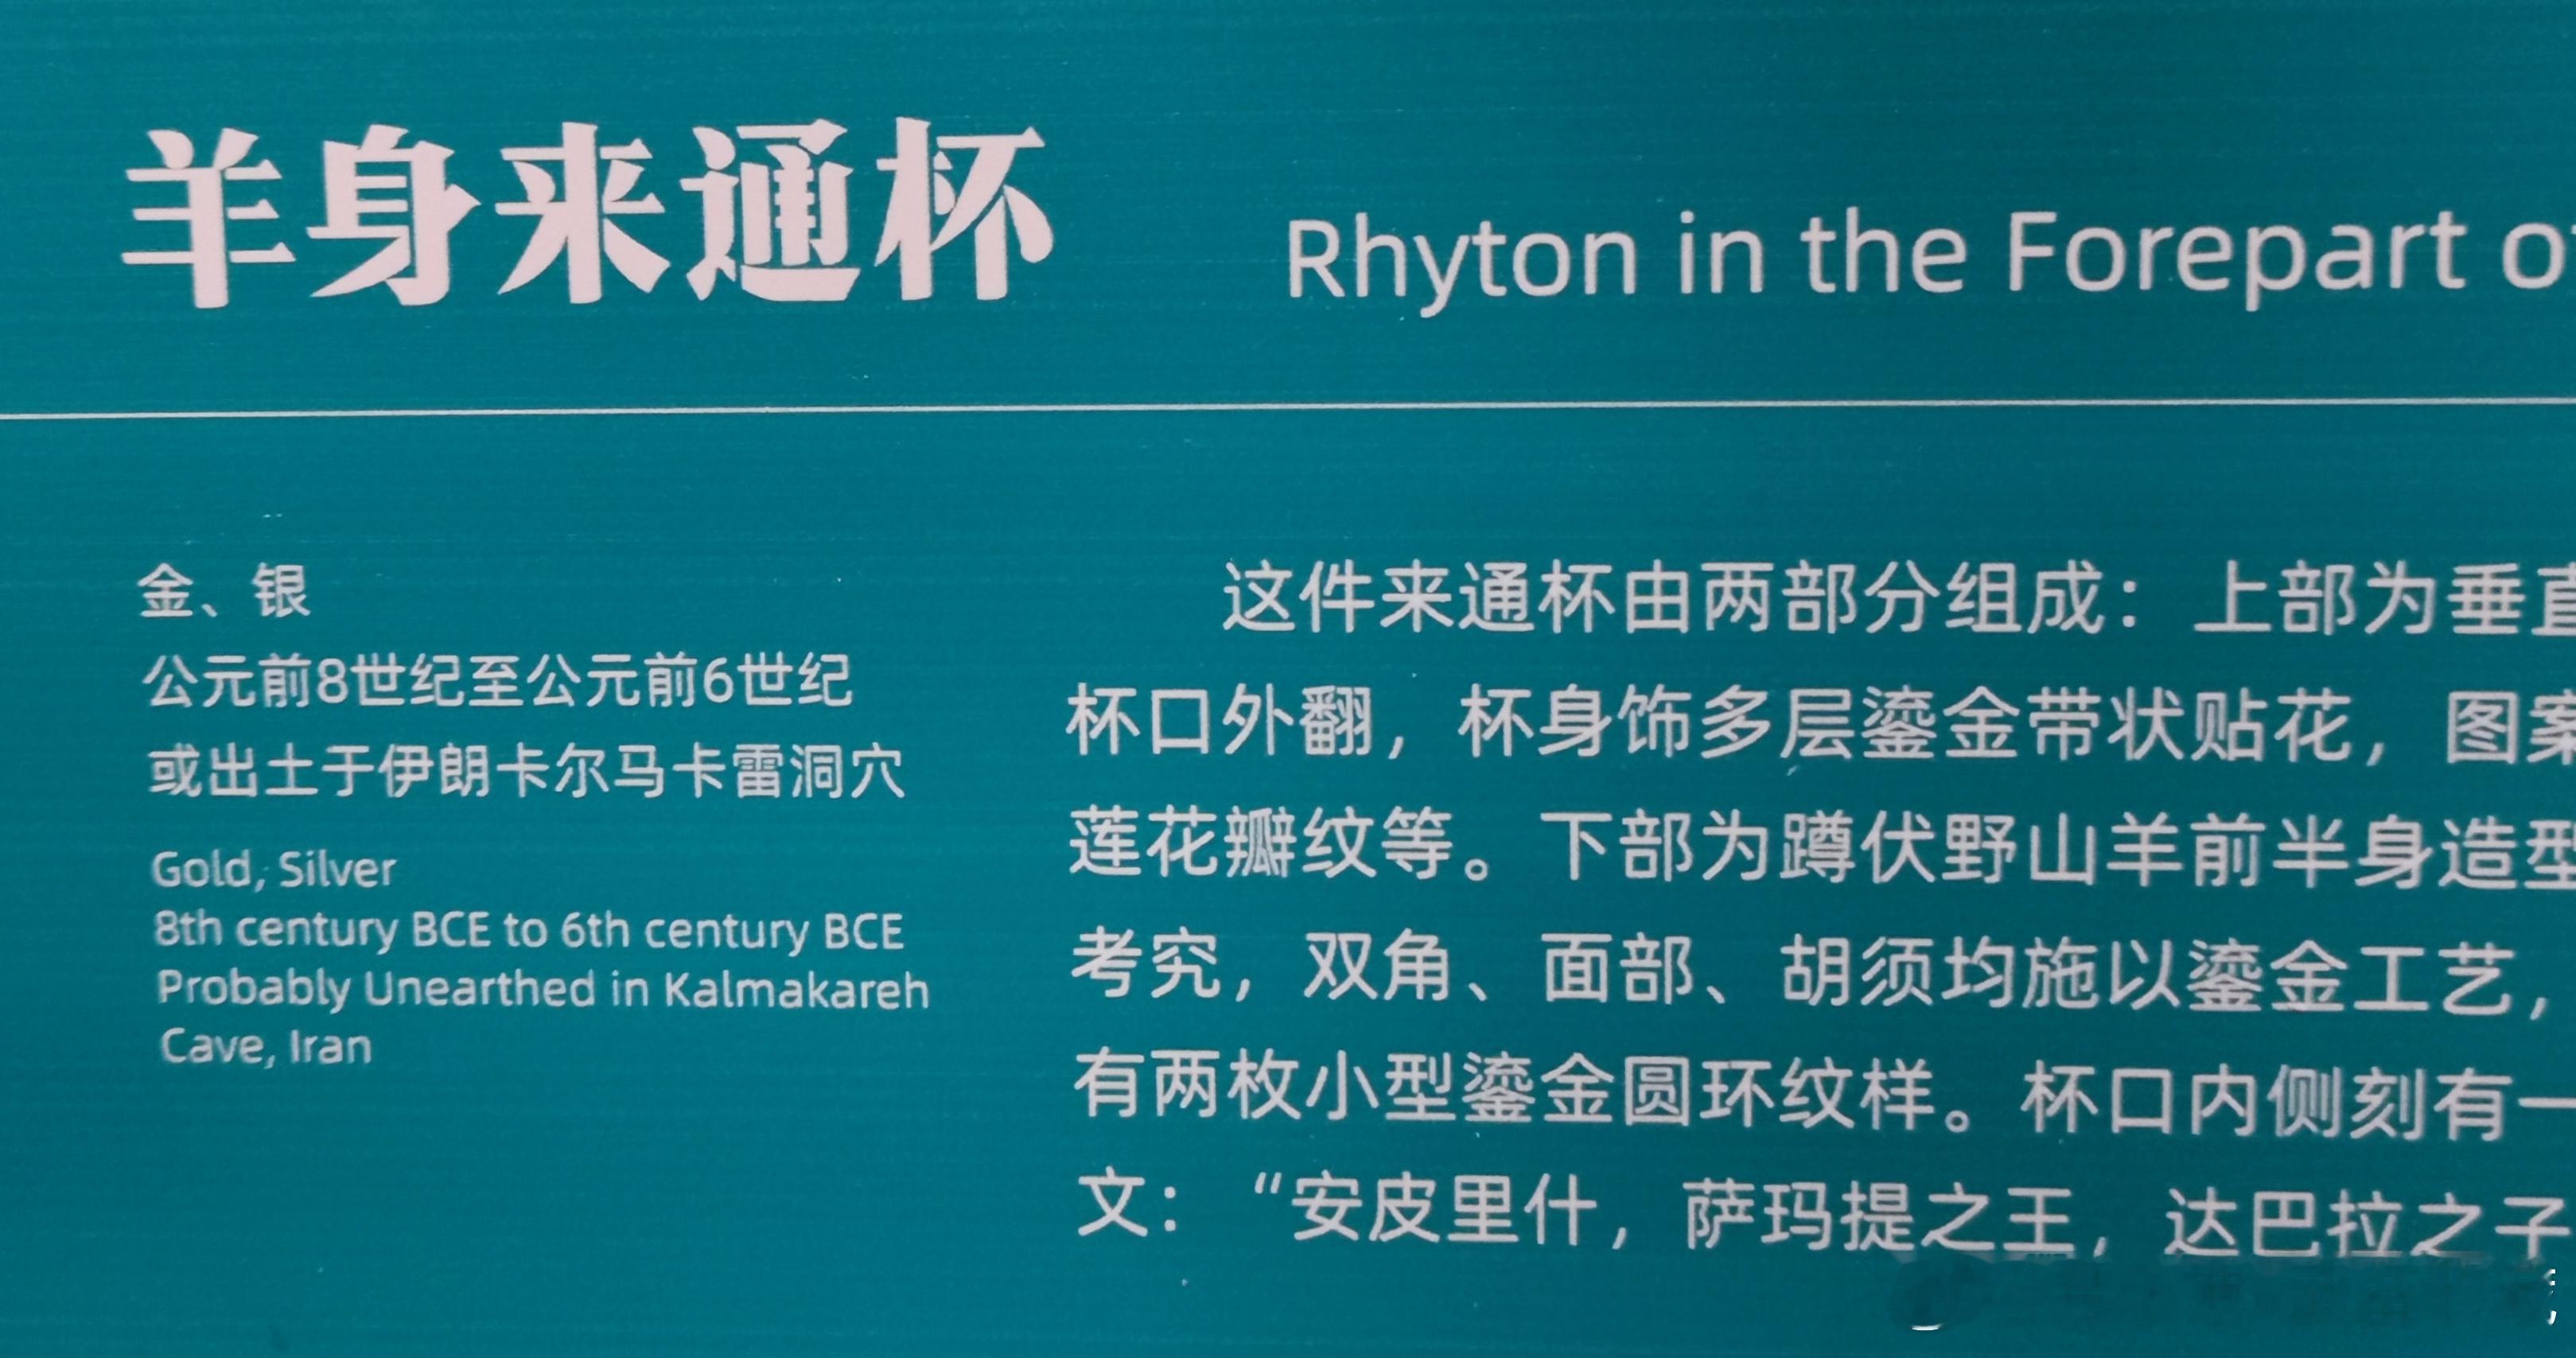 羊身来通杯
Rhyton in the Forepart of
金、银
公元前8世纪至公元前6世纪
或出土于伊朗卡尔马卡雷洞穴
Gold, Silver
8th century BCE to 6th century BCE
Probably Unearthed in Kalmakareh
Cave, Iran
这件来通杯由两部分组成：上部为垂直
杯口外翻，杯身饰多层鎏金带状贴花，图案
莲花瓣纹等。下部为蹲伏野山羊前半身造型
考究，双角、面部、胡须均施以鎏金工艺，
有两枚小型鎏金圆环纹样。杯口内侧刻有一
文：“安皮里什，萨玛提之王，达巴拉之子